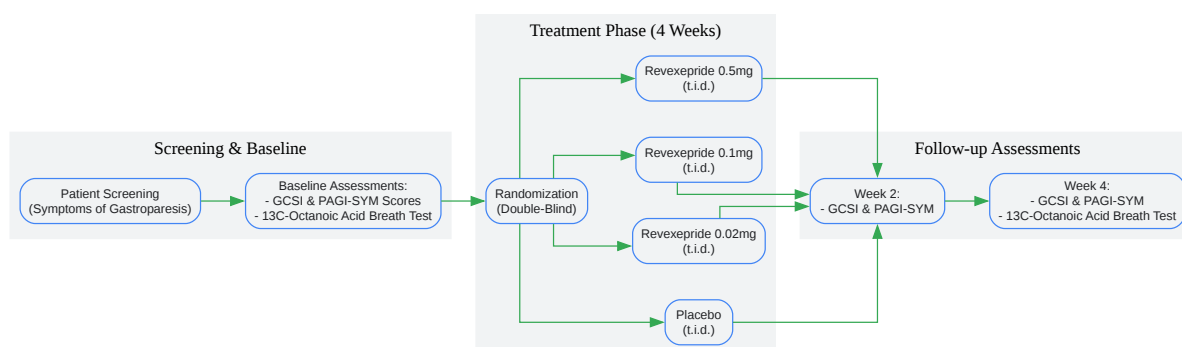 Treatment Phase (4 Weeks)
Revexepride 0.5mg
(t.i.d.)
Screening & Baseline
Patient Screening
(Symptoms of Gastroparesis)
Baseline Assessments:
- GCSI & PAGI-SYM Scores
- 13C-Octanoic Acid Breath Test
Randomization
(Double-Blind)
Revexepride 0.1mg
(t.i.d.)
Revexepride 0.02mg
(t.i.d.)
Placebo
(t.i.d.)
Follow-up Assessments
Week 2:
- GCSI & PAGI-SYM
Week 4:
- GCSI & PAGI-SYM
- 13C-Octanoic Acid Breath Test